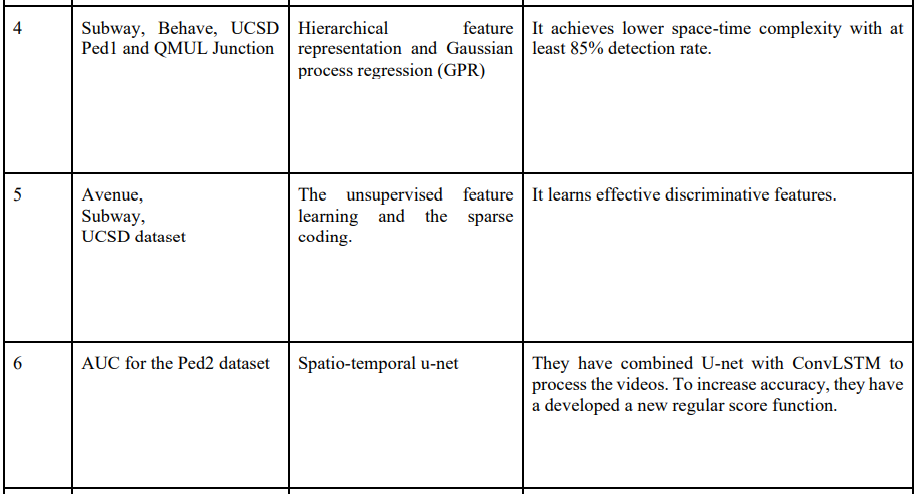 4
Subway, Behave, UCSD
Ped1 and QMUL Junction
Hierarchical feature
representation and Gaussian
process regression (GPR)
It achieves lower space-time complexity with at
least 85% detection rate.
5
Avenue,
Subway,
UCSD dataset
The unsupervised feature
learning and the sparse
coding.
It learns effective discriminative features.
6
AUC for the Ped2 dataset
Spatio-temporal u-net
They have combined U-net with ConvLSTM to
process the videos. To increase accuracy, they have
a developed a new regular score function.